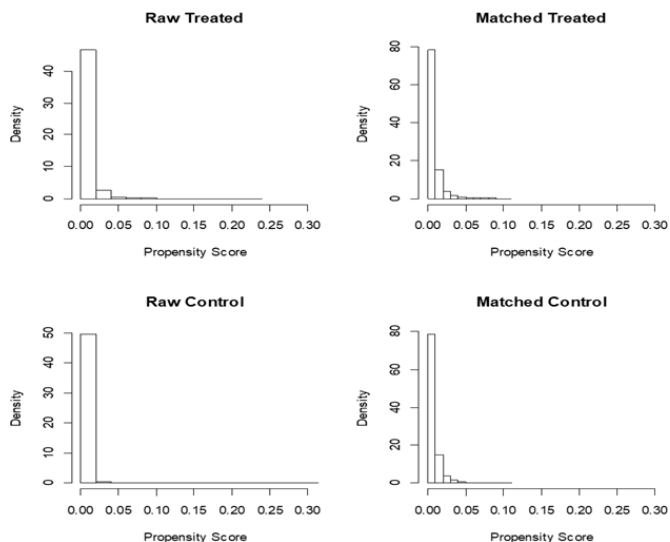 Raw Treated
Density
0 10 20 30 40
0.00 0.05 0.10 0.15 0.20 0.25 0.30
Propensity Score
Matched Treated
Density
0 20 40 60 80
0.00 0.05 0.10 0.15 0.20 0.25 0.30
Propensity Score
Raw Control
Density
0 10 20 30 40 50
0.00 0.05 0.10 0.15 0.20 0.25 0.30
Propensity Score
Matched Control
Density
0 20 40 60 80
0.00 0.05 0.10 0.15 0.20 0.25 0.30
Propensity Score